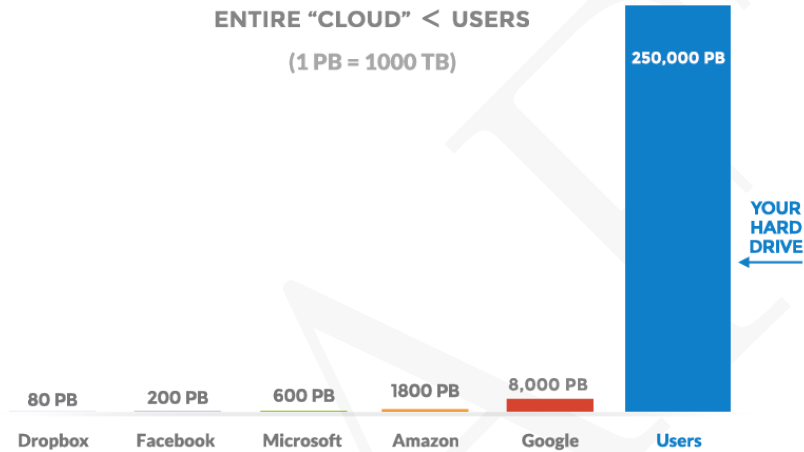 ENTIRE “CLOUD” < USERS
(1 PB = 1000 TB)
250,000 PB
YOUR
HARD
DRIVE
80 PB
200 PB
600 PB
1800 PB
8,000 PB
Dropbox
Facebook
Microsoft
Amazon
Google
Users